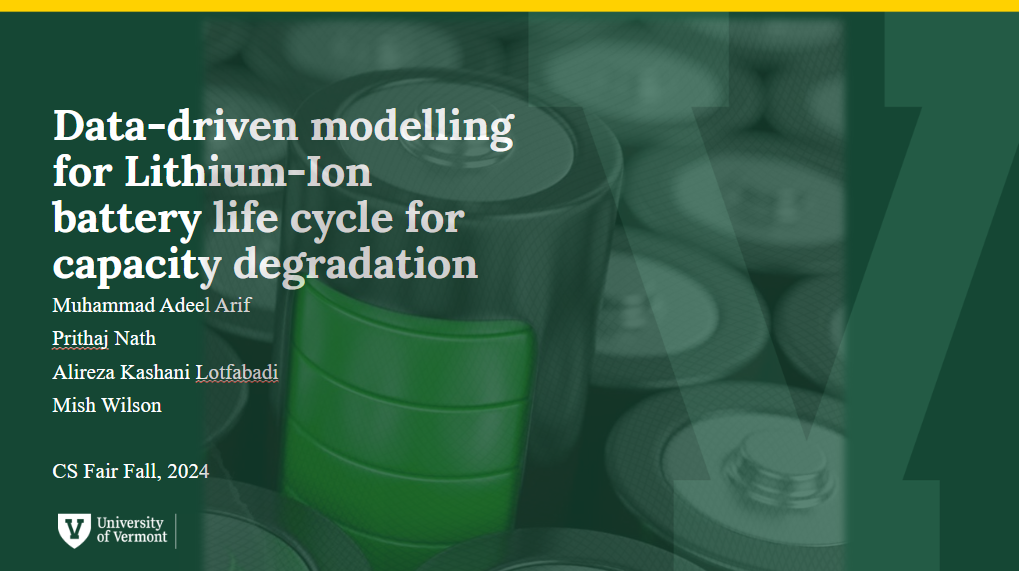 Data-driven modelling
for Lithium-Ion
battery life cycle for
capacity degradation
Muhammad Adeel Arif
Prithaj Nath
Alireza Kashani Lotfabadi
Mish Wilson
CS Fair Fall, 2024
V University
of Vermont